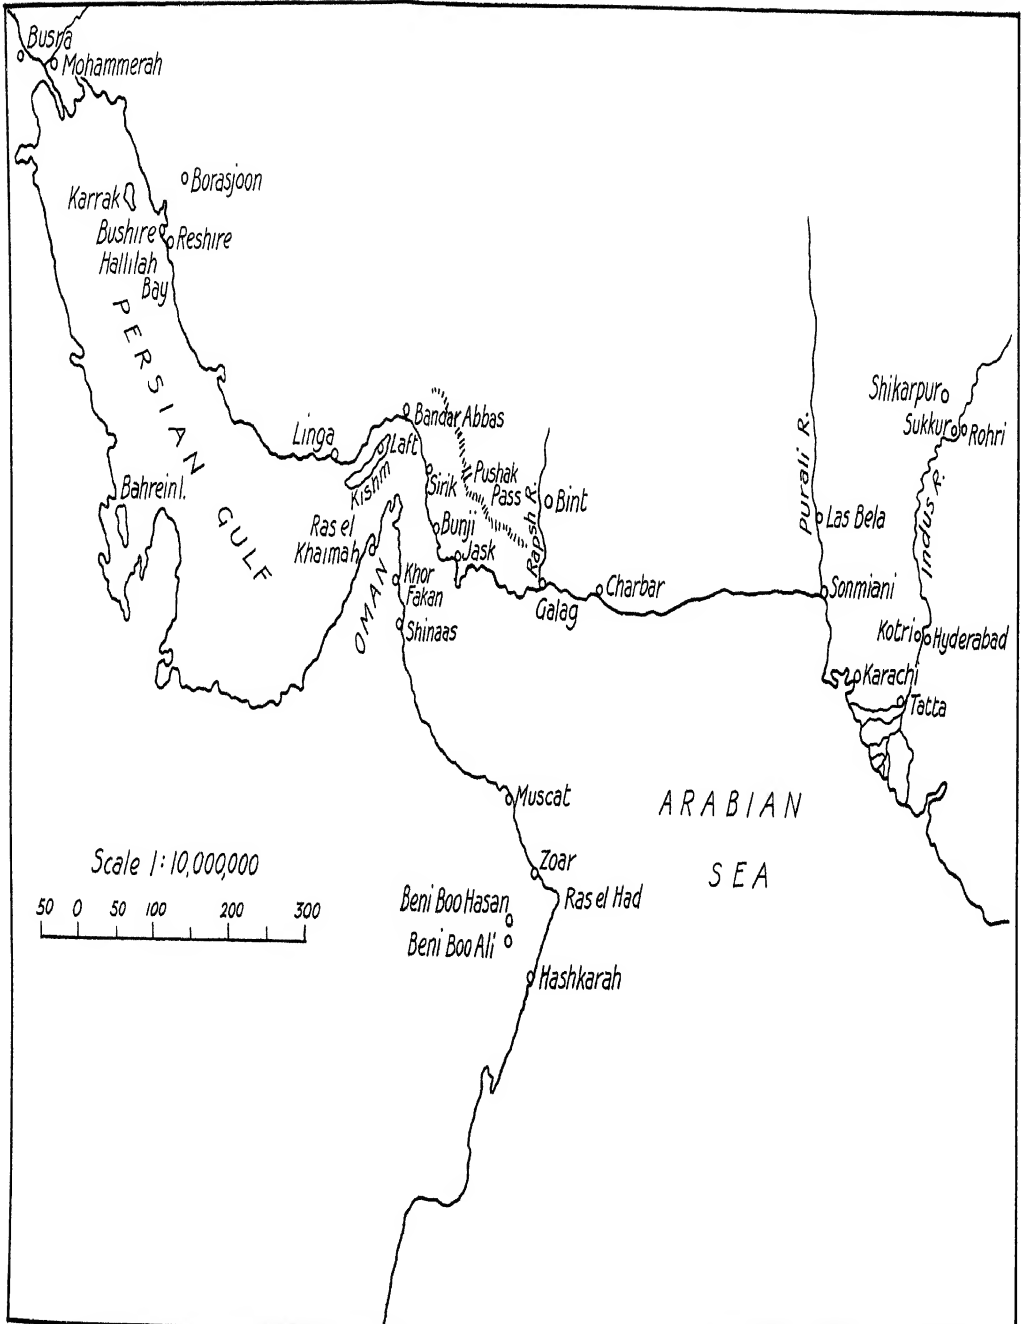 Busra
Mohammerah
Borasjoon
Karrak
Bushire
Reshire
Hallilah
Bay
PERSIAN
GULF
Shikarpur
Sukkur
Rohri
Bandar Abbas
Linga
Laft
Kishm
Sirik
Pushak
Pass
Rapsh R.
Bint
Purali R.
Indus R.
Las Bela
Bahrein I.
Ras el
Khaimah
Bunji
Jask
OMAN
Khor
Fakan
Galag
Charbar
Sonmiani
Shinaas
Kotri
Hyderabad
Karachi
Tatta
Muscat
ARABIAN
SEA
Zoar
Scale 1:10,000,000
50 0 50 100 200 300
Beni Boo Hasan
Ras el Had
Beni Boo Ali
Hashkarah